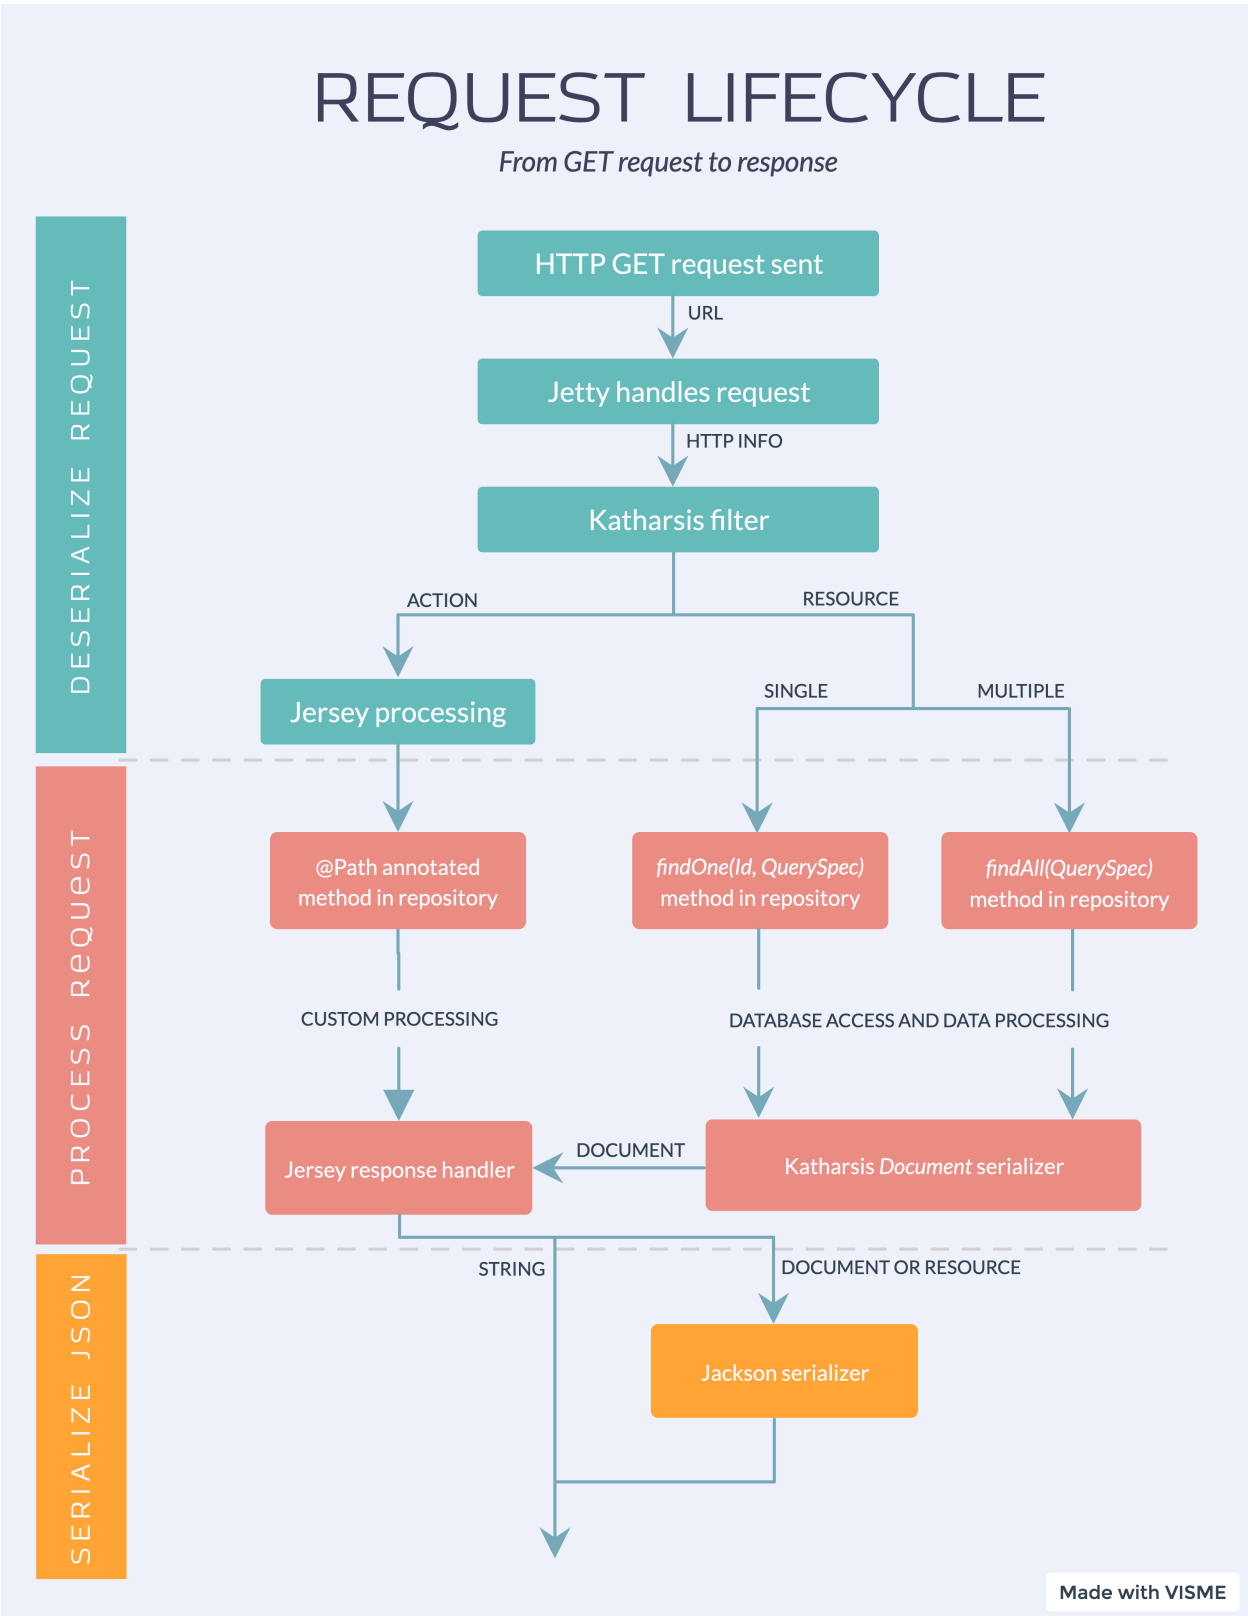 REQUEST LIFECYCLE
From GET request to response
DESERIALIZE REQUEST
HTTP GET request sent
URL
Jetty handles request
HTTP INFO
Katharsis filter
ACTION
RESOURCE
Jersey processing
SINGLE
MULTIPLE
PROCESS ReQUeST
@Path annotated
method in repository
findOne(Id, QuerySpec)
method in repository
findAll(QuerySpec)
method in repository
CUSTOM PROCESSING
DATABASE ACCESS AND DATA PROCESSING
Jersey response handler
DOCUMENT
Katharsis Document serializer
SERIALIZE JSON
STRING
DOCUMENT OR RESOURCE
Jackson serializer
Made with VISME